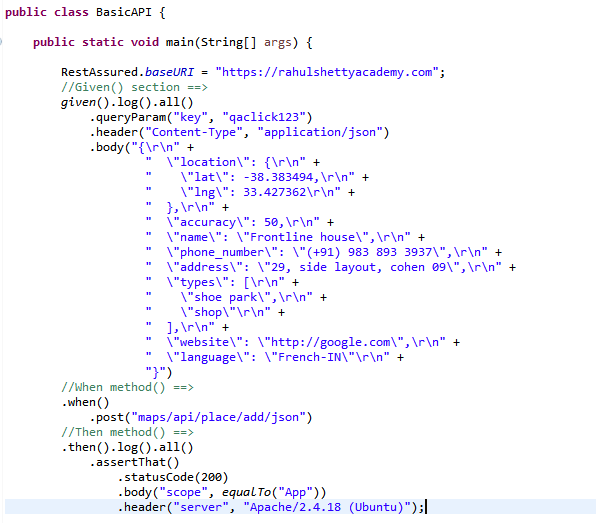 public class BasicAPI {
public static void main(String[] args) {
RestAssured.baseURI = "https://rahulshettyacademy.com";
//Given() section ==>
given().log().all()
.queryParam("key", "qaclick123")
.header("Content-Type", "application/json")
.body("{\r\n" +
"  \"location\": {\r\n" +
"    \"lat\": -38.383494,\r\n" +
"    \"lng\": 33.427362\r\n" +
"  },\r\n" +
"  \"accuracy\": 50,\r\n" +
"  \"name\": \"Frontline house\",\r\n" +
"  \"phone_number\": \"(+91) 983 893 3937\",\r\n" +
"  \"address\": \"29, side layout, cohen 09\",\r\n" +
"  \"types\": [\r\n" +
"    \"shoe park\",\r\n" +
"    \"shop\"\r\n" +
"  ],\r\n" +
"  \"website\": \"http://google.com\",\r\n" +
"  \"language\": \"French-IN\"\r\n" +
"}")
//When method() ==>
.when()
.post("maps/api/place/add/json")
//Then method() ==>
.then().log().all()
.assertThat()
.statusCode(200)
.body("scope", equalTo("App"))
.header("server", "Apache/2.4.18 (Ubuntu)");